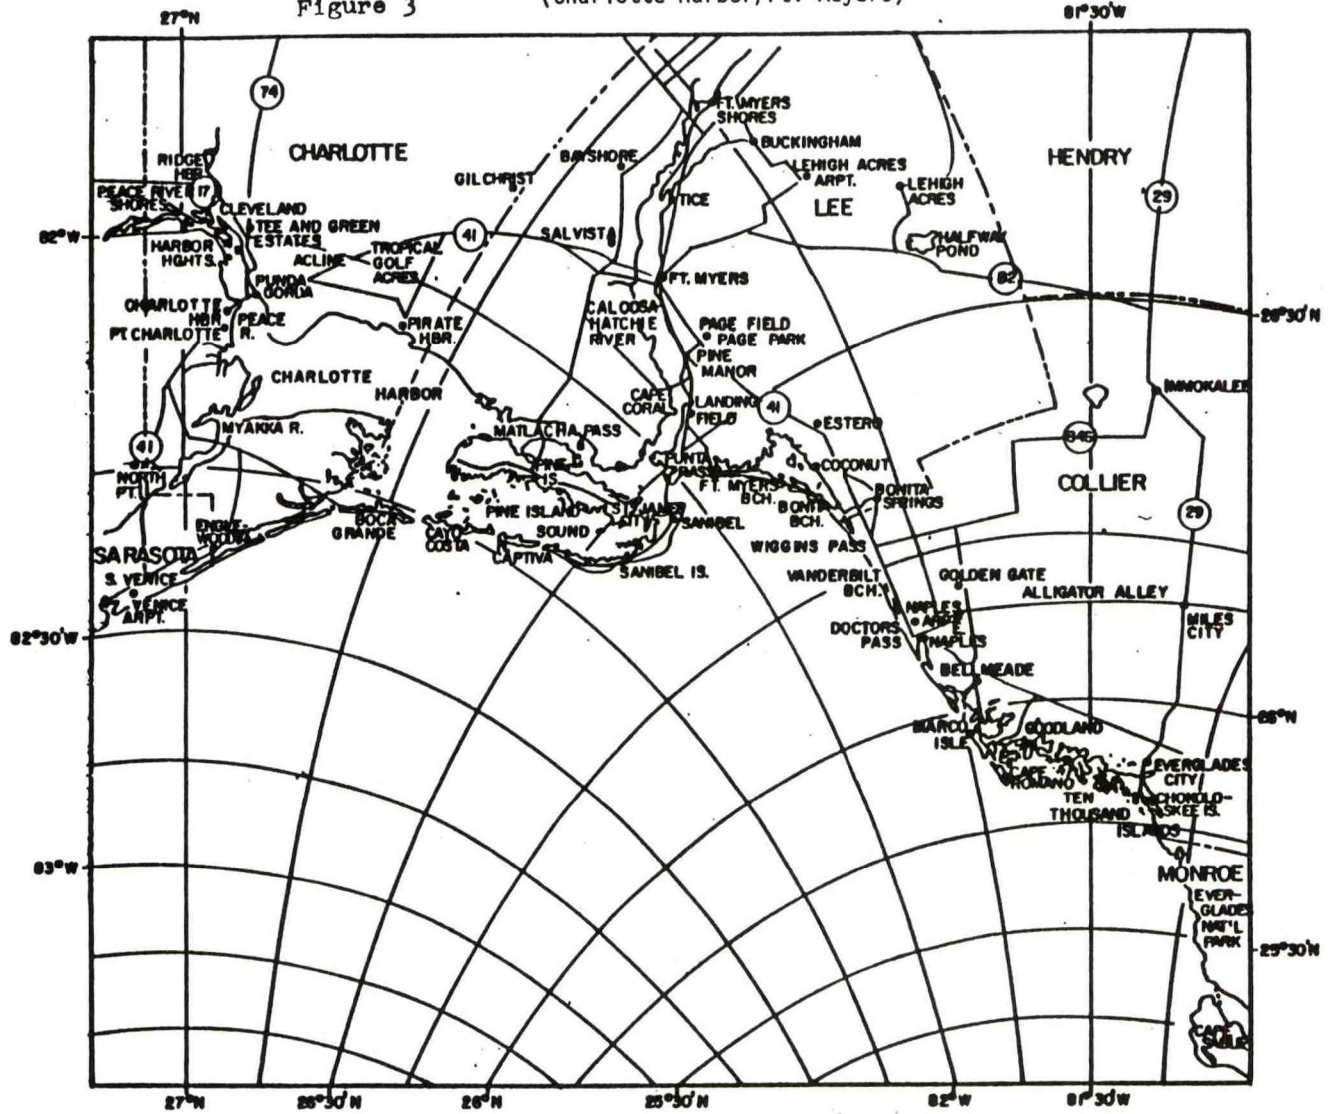 Figure 3
27°N
81°30'W
74
FT. MYERS
SHORES
CHARLOTTE
BUCKINGHAM
HENDRY
RIDGE
HBR.
BAYSHORE
LEHIGH ACRES
ARPT.
GILCHRIST
PEACE RIVER
SHORES
17
LEHIGH
ACRES
29
TICE
LEE
CLEVELAND
TEE AND GREEN
ESTATES
82°W
41
SALVISTA
HALFWAY
POND
HARBOR
HGHTS.
ACLINE
TROPICAL
GOLF
ACRES
FT. MYERS
82
PUNDA
GORDA
CHARLOTTE
HBR.
PEACE
R.
CALOOSA
HATCHIE
RIVER
26°30'N
PT. CHARLOTTE
PIRATE
HBR.
PAGE FIELD
PAGE PARK
PINE
MANOR
CHARLOTTE
HARBOR
IMMOKALEE
CAPE
CORAL
LANDING
FIELD
41
ESTERO
MYAKKA R.
MATLACHA PASS
846
41
PUNTA
RASSA
COCONUT
NORTH
PT.
PINE
IS.
FT. MYERS
BCH.
BONITA
SPRINGS
COLLIER
PINE ISLAND
SOUND
ST. JAMES
CITY
BONITA
BCH.
29
ENGLE-
WOOD
BOCA
GRANDE
CAYO
COSTA
SANIBEL
SARASOTA
CAPTIVA
SANIBEL IS.
WIGGINS PASS
S. VENICE
VANDERBILT
BCH.
GOLDEN GATE
ALLIGATOR ALLEY
VENICE
ARPT.
NAPLES
ARPT.
DOCTORS
PASS
NAPLES
MILES
CITY
82°30'W
BELLMEADE
26°N
MARCO
ISLE
GOODLAND
CAPE
ROMANO
EVERGLADES
CITY
TEN
THOUSAND
ISLANDS
CHOKOLO-
SKEE IS.
83°W
MONROE
EVER-
GLADES
NAT'L
PARK
25°30'N
CAPE
SABLE
27°N
26°30'N
26°N
25°30'N
82°W
81°30'W